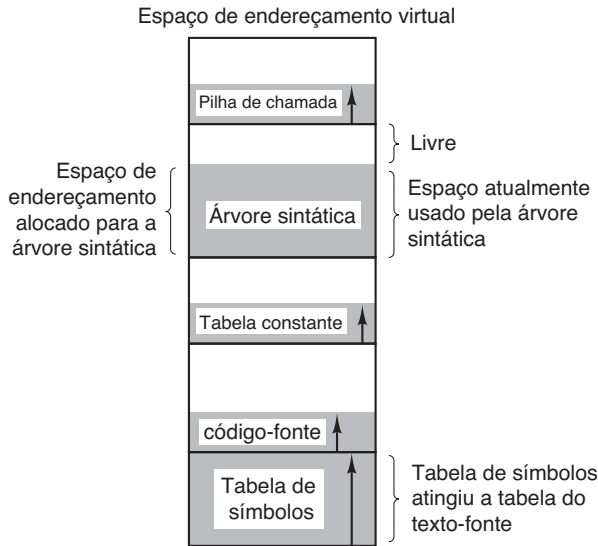 Espaço de endereçamento virtual
Pilha de chamada
Livre
Espaço de
endereçamento
alocado para a
árvore sintática
Árvore sintática
Espaço atualmente
usado pela árvore
sintática
Tabela constante
código-fonte
Tabela de
símbolos
Tabela de símbolos
atingiu a tabela do
texto-fonte